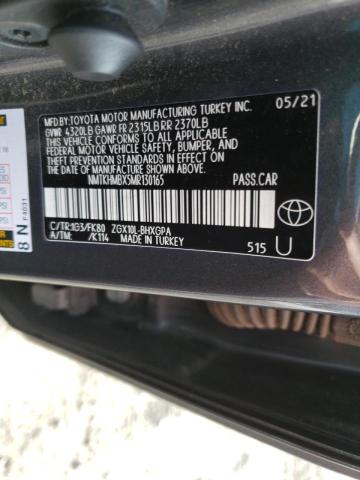 MFD.BY:TOYOTA MOTOR MANUFACTURING TURKEY INC. 05/21
GVWR 4320LB GAWR FR 2315LB RR 2370LB
THIS VEHICLE CONFORMS TO ALL APPLICABLE
FEDERAL MOTOR VEHICLE SAFETY, BUMPER, AND
THEFT PREVENTION STANDARDS IN EFFECT ON THE DATE OF
MANUFACTURE SHOWN ABOVE.
NMTKHMBX5MR130165 PASS.CAR
C/TR:1G3/FK80 ZGX10L-BHXGPA
A/TM: /K114 MADE IN TURKEY
515 U
8 N
F4031